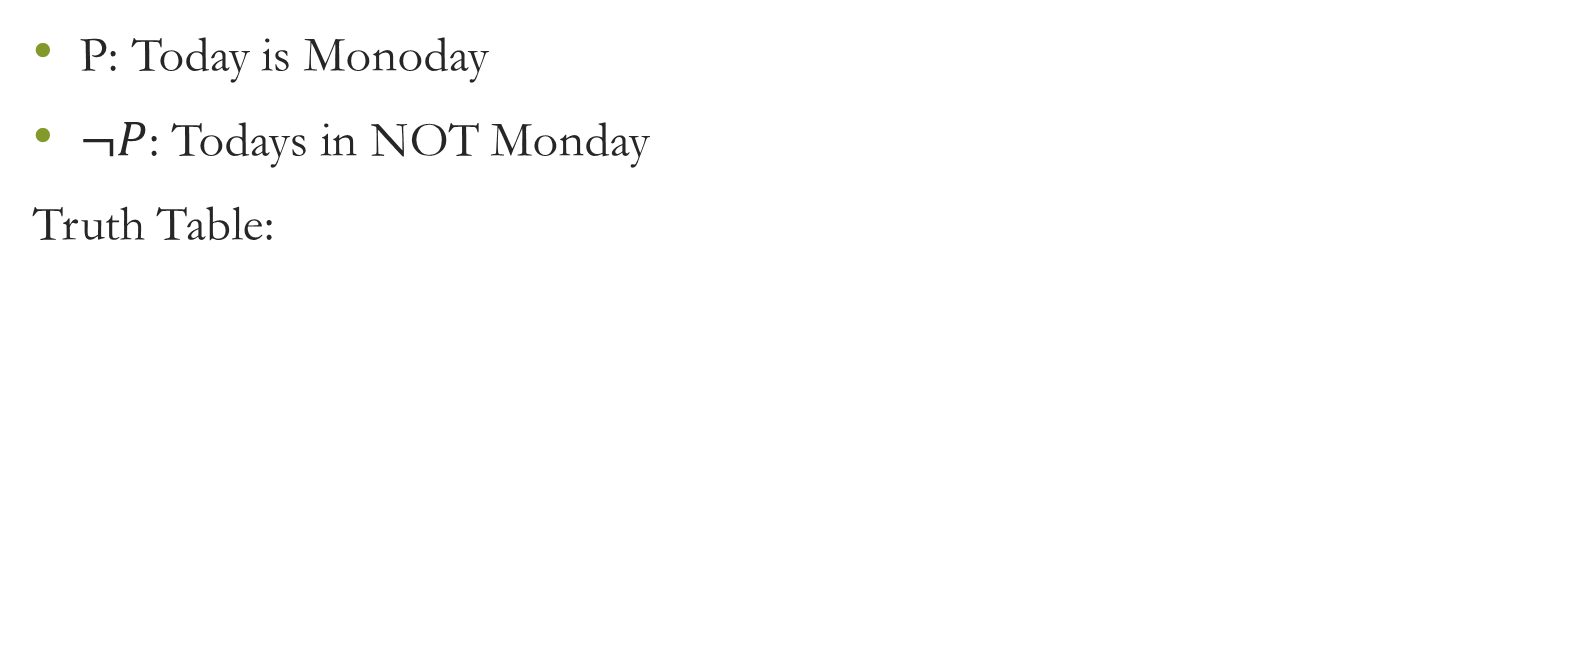 • P: Today is Monoday
• ¬P: Todays in NOT Monday
Truth Table: